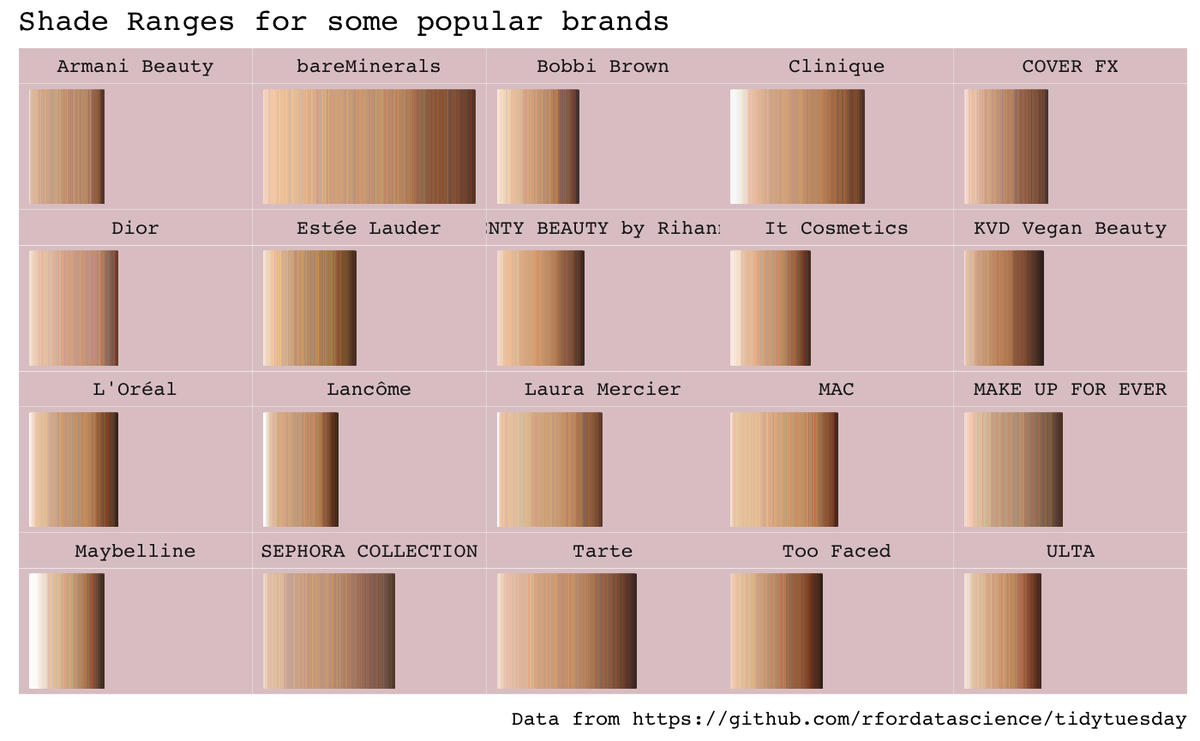 Shade Ranges for some popular brands
Armani Beauty bareMinerals Bobbi Brown Clinique COVER FX
Dior Estée Lauder NTY BEAUTY by Rihan It Cosmetics KVD Vegan Beauty
L'Oréal Lancôme Laura Mercier MAC MAKE UP FOR EVER
Maybelline SEPHORA COLLECTION Tarte Too Faced ULTA
Data from https://github.com/rfordatascience/tidytuesday